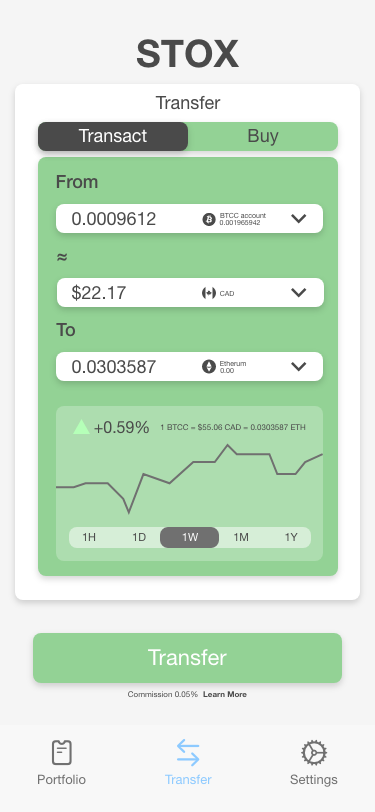 STOX
Transfer
Transact Buy
From
0.0009612 BTCC account
0.001965942
≈
$22.17 CAD
To
0.0303587 Etherum
0.00
+0.59% 1 BTCC = $55.06 CAD = 0.0303587 ETH
1H 1D 1W 1M 1Y
Transfer
Commission 0.05% Learn More
Portfolio Transfer Settings